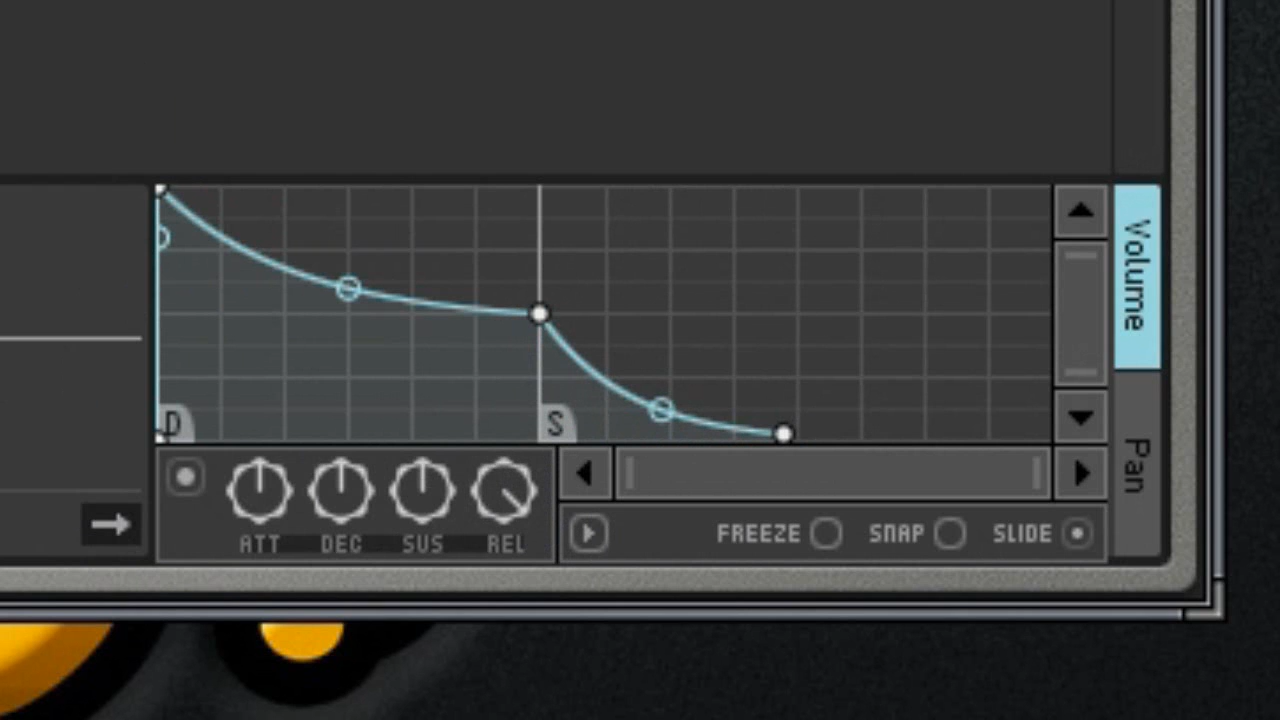 Volume
D
S
Pan
ATT DEC SUS REL
FREEZE SNAP SLIDE